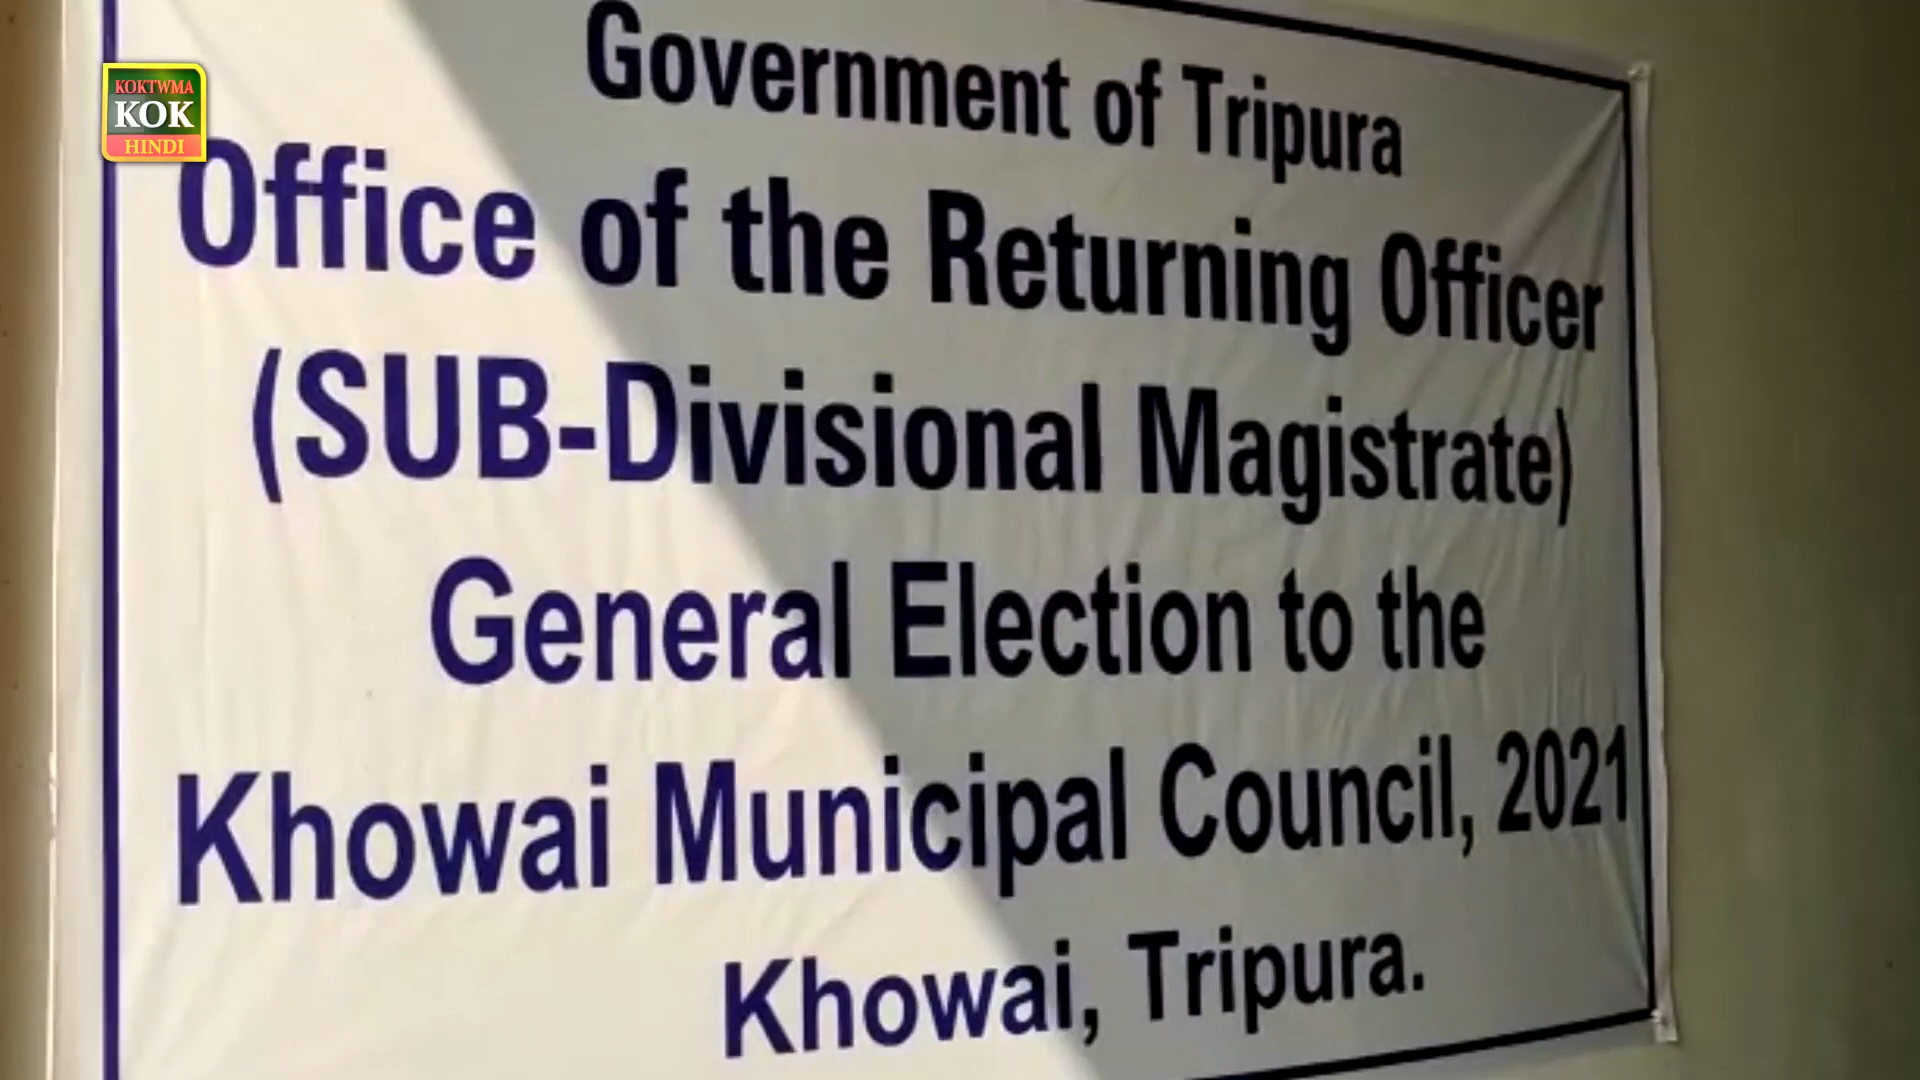 Government of Tripura
KOKTWMA
KOK
HINDI
Office of the Returning Officer
(SUB-Divisional Magistrate)
General Election to the
Khowai Municipal Council, 2021
Khowai, Tripura.